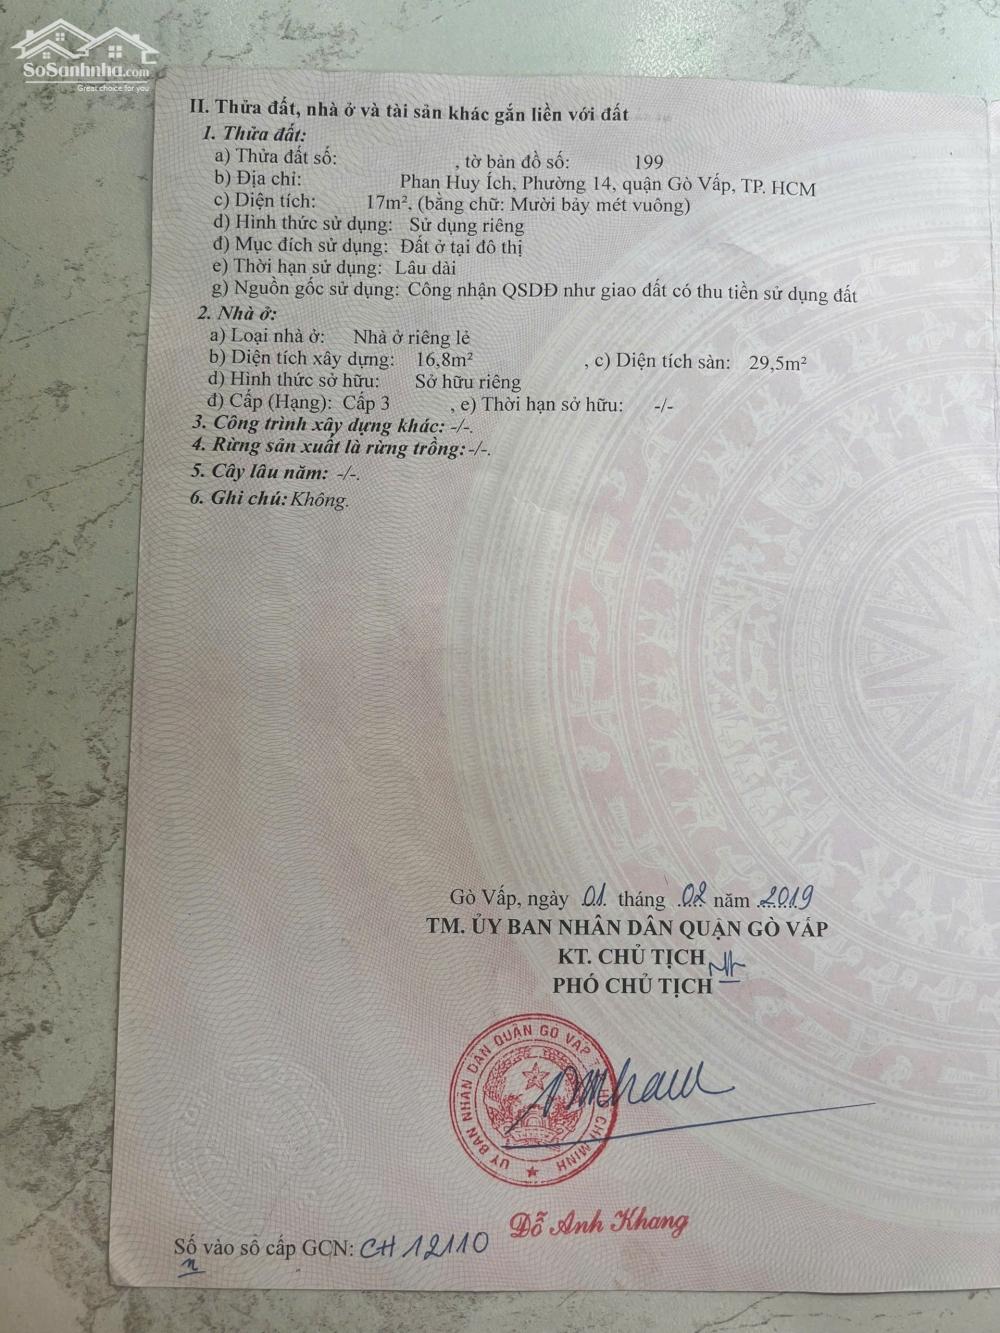 SoSanhnha.com
Great choice for you
II. Thửa đất, nhà ở và tài sản khác gắn liền với đất
1. Thửa đất:
a) Thửa đất số: , tờ bản đồ số: 199
b) Địa chỉ: Phan Huy Ích, Phường 14, quận Gò Vấp, TP. HCM
c) Diện tích: 17m². (bằng chữ: Mười bảy mét vuông)
d) Hình thức sử dụng: Sử dụng riêng
đ) Mục đích sử dụng: Đất ở tại đô thị
e) Thời hạn sử dụng: Lâu dài
g) Nguồn gốc sử dụng: Công nhận QSDĐ như giao đất có thu tiền sử dụng đất
2. Nhà ở:
a) Loại nhà ở: Nhà ở riêng lẻ
b) Diện tích xây dựng: 16,8m² , c) Diện tích sàn: 29,5m²
d) Hình thức sở hữu: Sở hữu riêng
đ) Cấp (Hạng): Cấp 3 , e) Thời hạn sở hữu: -/-
3. Công trình xây dựng khác: -/-.
4. Rừng sản xuất là rừng trồng: -/-.
5. Cây lâu năm: -/-.
6. Ghi chú: Không.
Gò Vấp, ngày 01 tháng 02 năm 2019
TM. ỦY BAN NHÂN DÂN QUẬN GÒ VẤP
KT. CHỦ TỊCH
PHÓ CHỦ TỊCH
ỦY BAN NHÂN DÂN QUẬN GÒ VẤP T. CHÍ MINH
Đỗ Anh Khang
Số vào sổ cấp GCN: CH 12110